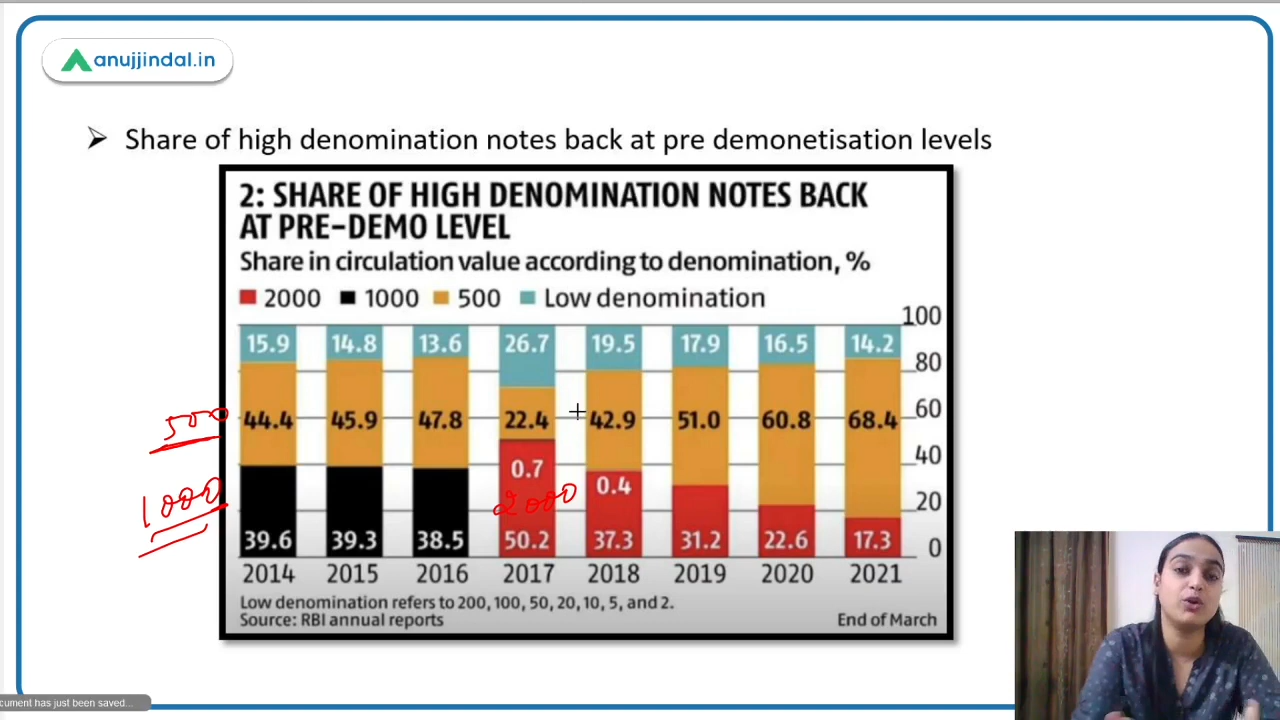 anujjindal.in
➤ Share of high denomination notes back at pre demonetisation levels
2: SHARE OF HIGH DENOMINATION NOTES BACK
AT PRE-DEMO LEVEL
Share in circulation value according to denomination, %
2000 1000 500 Low denomination
100
15.9 14.8 13.6 26.7 19.5 17.9 16.5 14.2
80
60
500
44.4 45.9 47.8 22.4 42.9 51.0 60.8 68.4
40
0.7 0.4
1000
2000
20
39.6 39.3 38.5 50.2 37.3 31.2 22.6 17.3
0
2014 2015 2016 2017 2018 2019 2020 2021
Low denomination refers to 200, 100, 50, 20, 10, 5, and 2.
Source: RBI annual reports End of March
cument has just been saved...